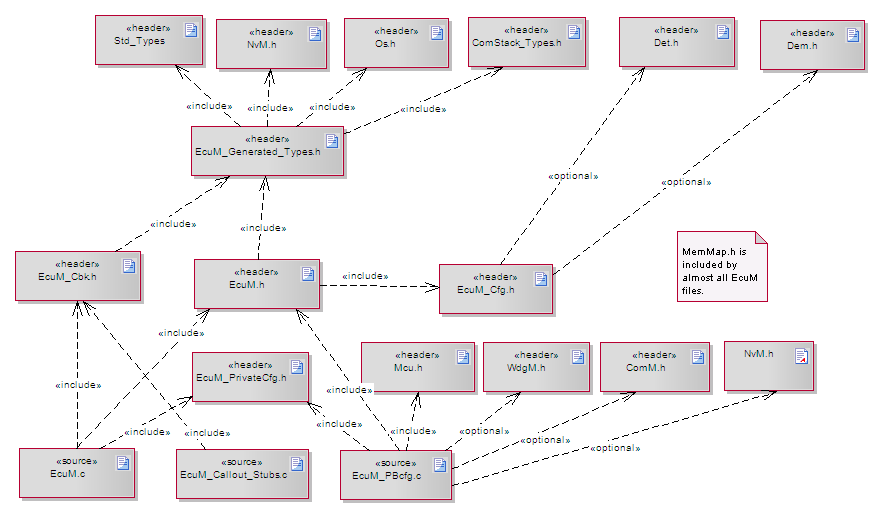 «header»
Std_Types
«header»
NvM.h
«header»
Os.h
«header»
ComStack_Types.h
«header»
Det.h
«header»
Dem.h
«include»
«include»
«include»
«include»
«header»
EcuM_Generated_Types.h
«optional»
«optional»
«include»
«include»
«header»
EcuM_Cbk.h
«header»
EcuM.h
«include»
«header»
EcuM_Cfg.h
MemMap.h is
included by
almost all EcuM
files.
«include»
«header»
EcuM_PrivateCfg.h
«header»
Mcu.h
«header»
WdgM.h
«header»
ComM.h
NvM.h
«include»
«include»
«include»
«include»
«include»
«include»
«optional»
«optional»
«optional»
«source»
EcuM.c
«source»
EcuM_Callout_Stubs.c
«source»
EcuM_PBcfg.c